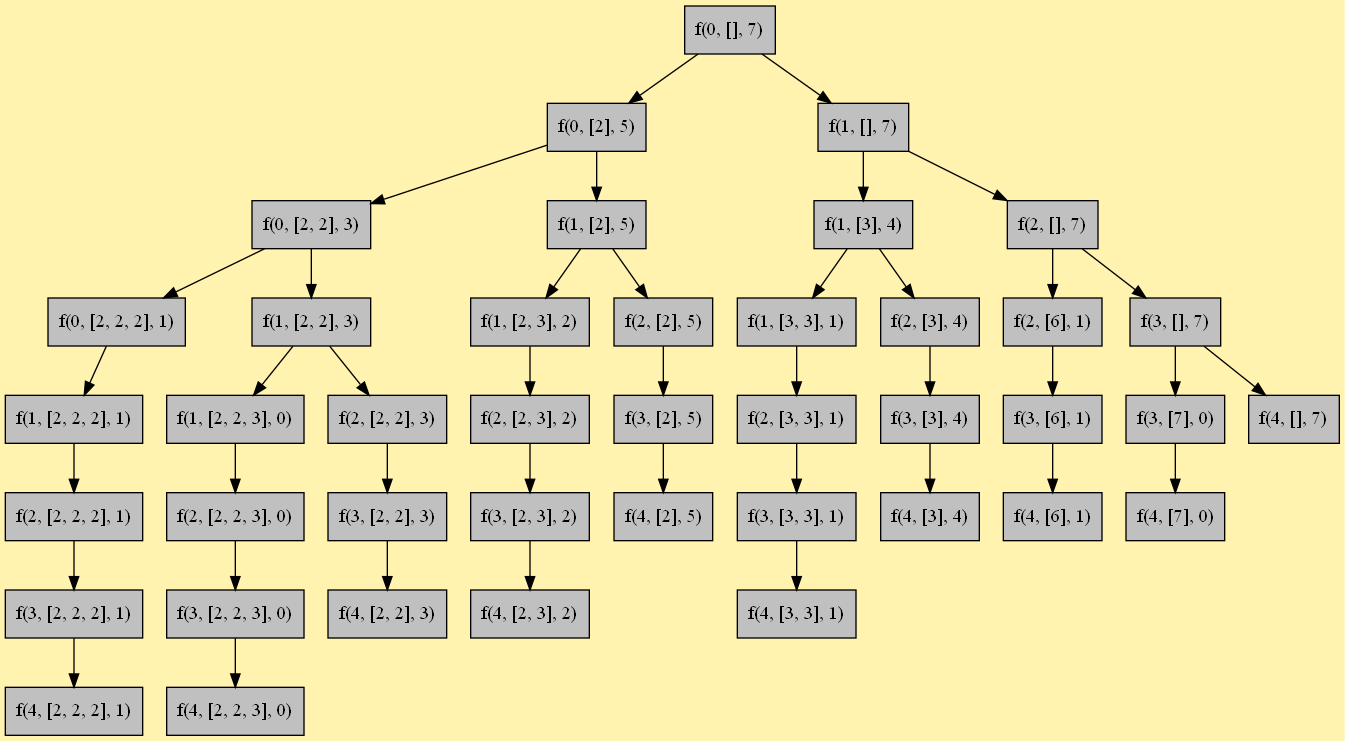 f(0, [], 7)
f(0, [2], 5)
f(1, [], 7)
f(0, [2, 2], 3)
f(1, [2], 5)
f(1, [3], 4)
f(2, [], 7)
f(0, [2, 2, 2], 1)
f(1, [2, 2], 3)
f(1, [2, 3], 2)
f(2, [2], 5)
f(1, [3, 3], 1)
f(2, [3], 4)
f(2, [6], 1)
f(3, [], 7)
f(1, [2, 2, 2], 1)
f(1, [2, 2, 3], 0)
f(2, [2, 2], 3)
f(2, [2, 3], 2)
f(3, [2], 5)
f(2, [3, 3], 1)
f(3, [3], 4)
f(3, [6], 1)
f(3, [7], 0)
f(4, [], 7)
f(2, [2, 2, 2], 1)
f(2, [2, 2, 3], 0)
f(3, [2, 2], 3)
f(3, [2, 3], 2)
f(4, [2], 5)
f(3, [3, 3], 1)
f(4, [3], 4)
f(4, [6], 1)
f(4, [7], 0)
f(3, [2, 2, 2], 1)
f(3, [2, 2, 3], 0)
f(4, [2, 2], 3)
f(4, [2, 3], 2)
f(4, [3, 3], 1)
f(4, [2, 2, 2], 1)
f(4, [2, 2, 3], 0)